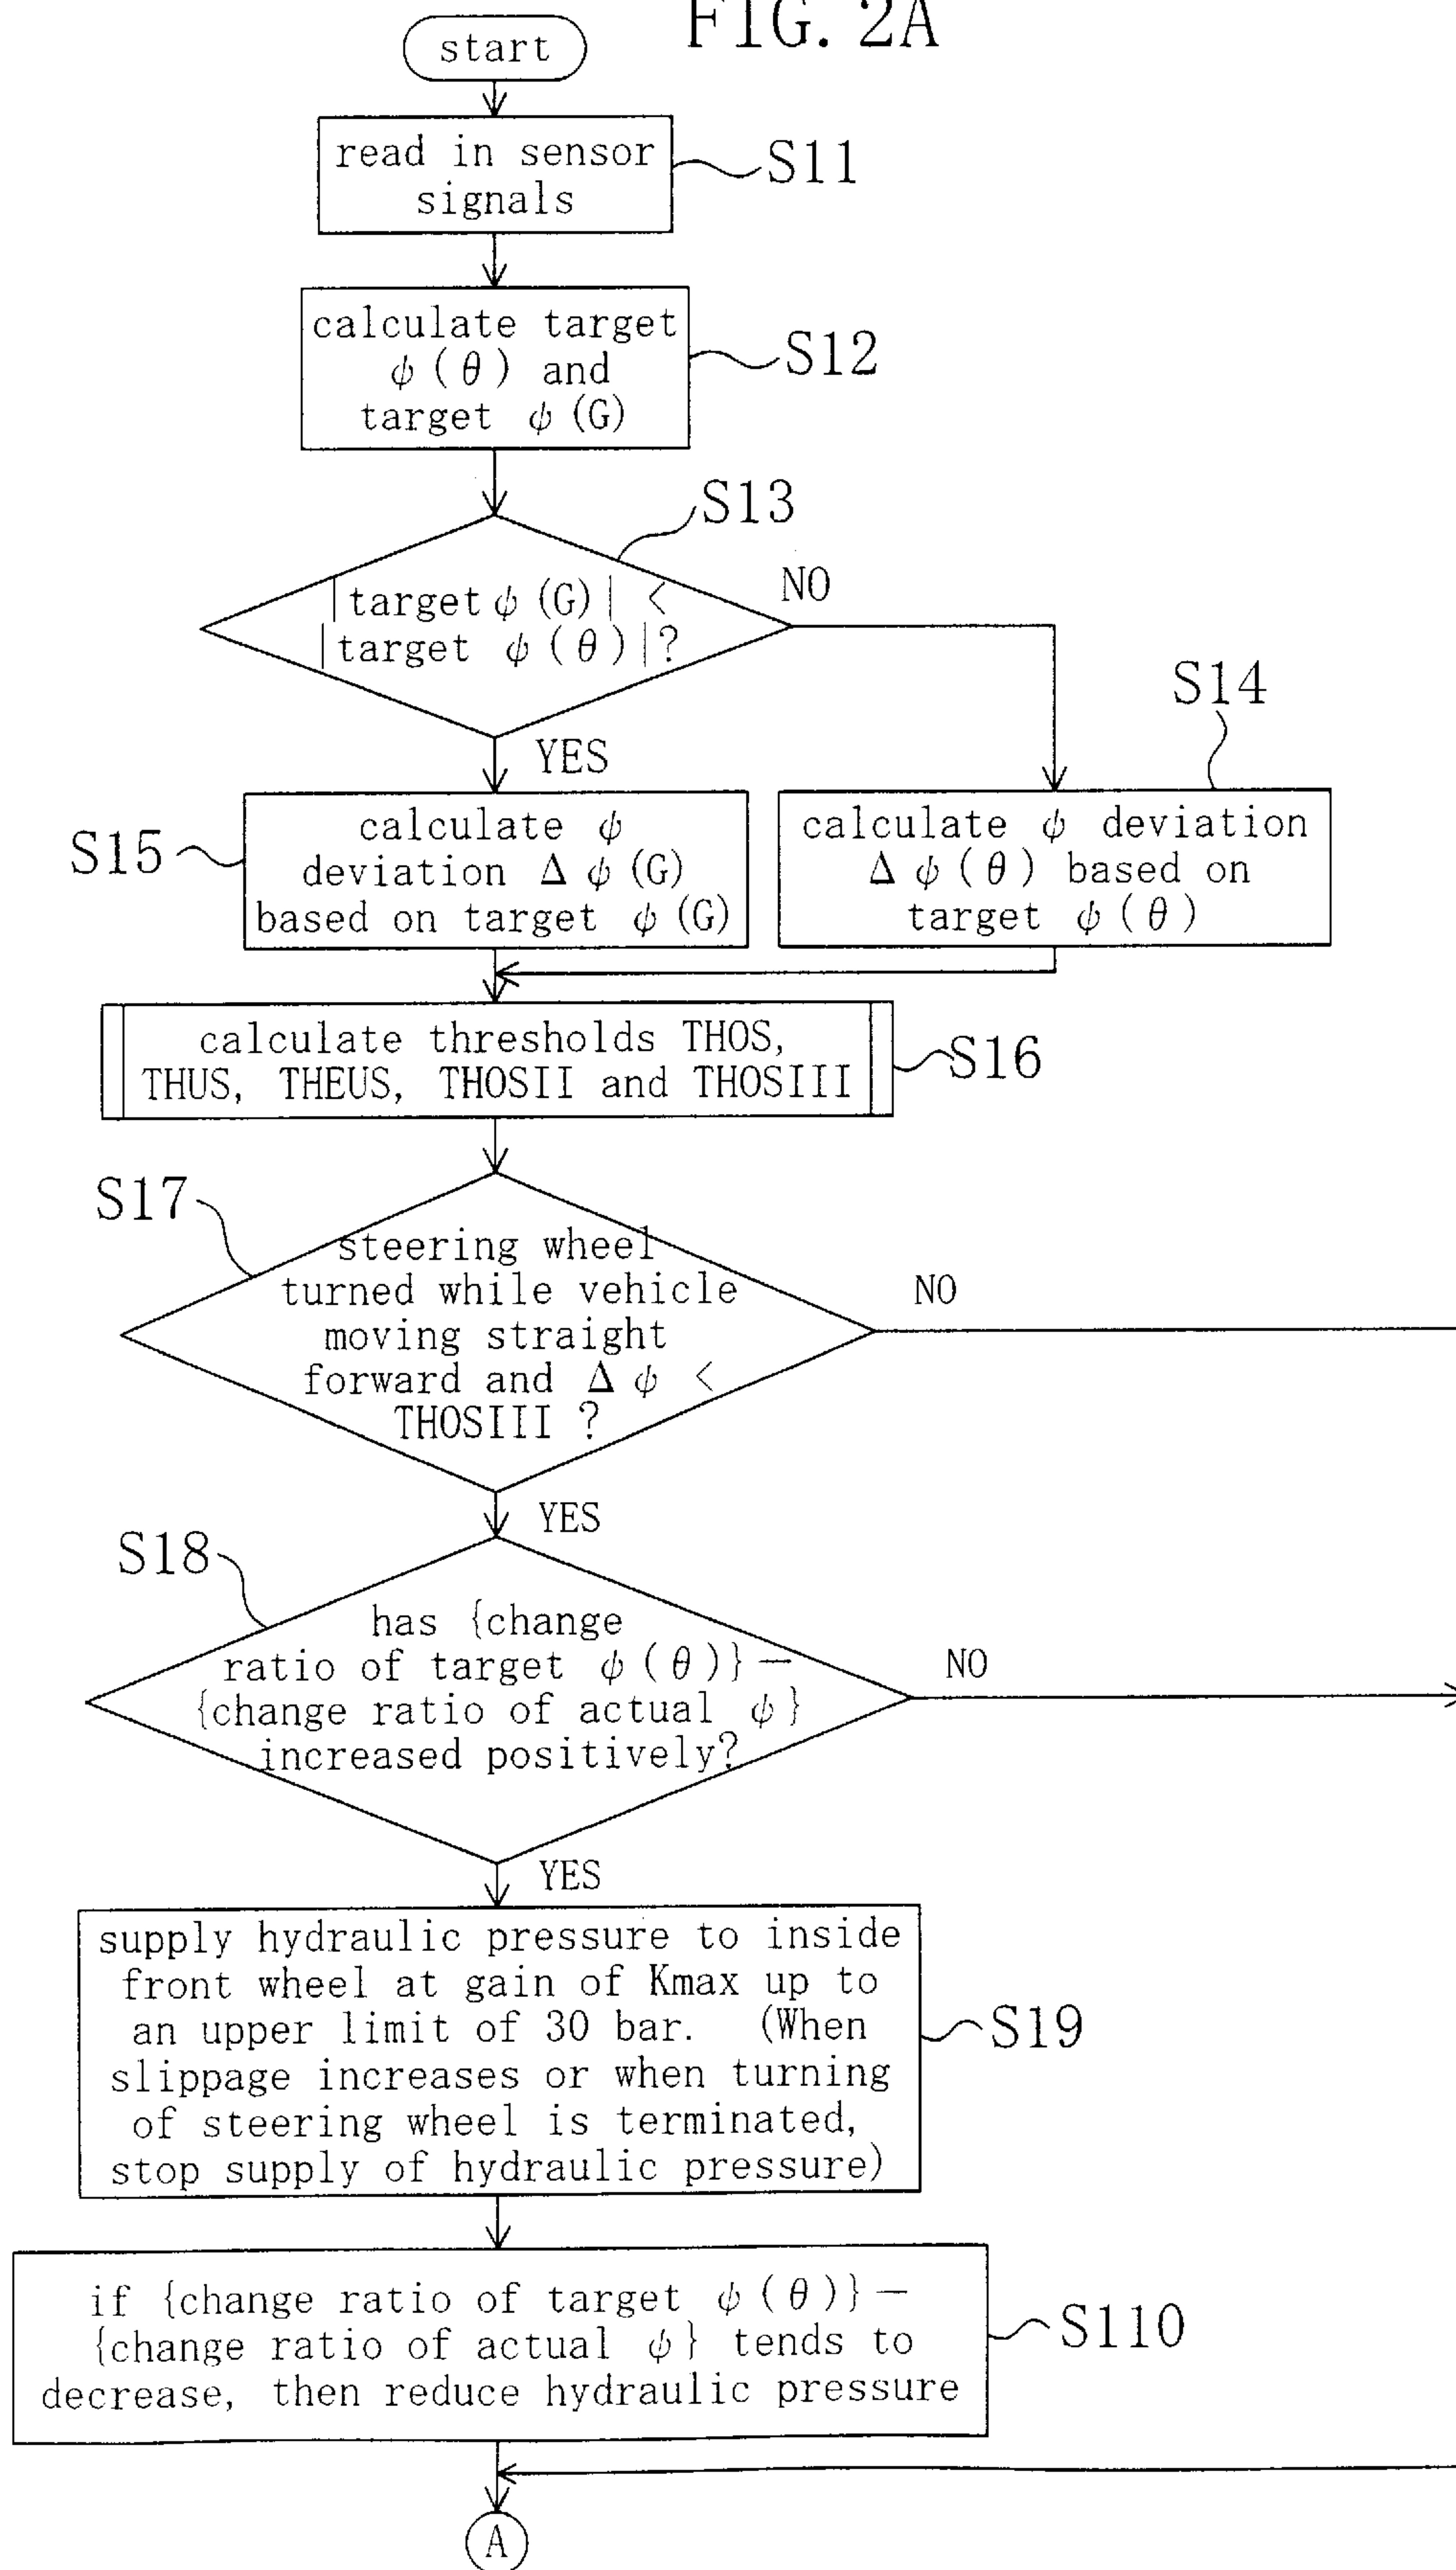 FIG. 2A
start
read in sensor
signals
S11
calculate target
ψ(θ) and
target ψ(G)
S12
S13
|target ψ(G)| <
|target ψ(θ)|?
NO
YES
S14
S15
calculate ψ
deviation Δψ(G)
based on target ψ(G)
calculate ψ deviation
Δψ(θ) based on
target ψ(θ)
calculate thresholds THOS,
THUS, THEUS, THOSII and THOSIII
S16
S17
steering wheel
turned while vehicle
moving straight
forward and Δψ <
THOSIII ?
NO
YES
S18
has {change
ratio of target ψ(θ)}—
{change ratio of actual ψ}
increased positively?
NO
YES
supply hydraulic pressure to inside
front wheel at gain of Kmax up to
an upper limit of 30 bar. (When
slippage increases or when turning
of steering wheel is terminated,
stop supply of hydraulic pressure)
S19
if {change ratio of target ψ(θ)}—
{change ratio of actual ψ} tends to
decrease, then reduce hydraulic pressure
S110
A